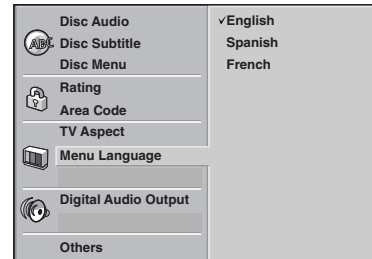 Disc Audio
ABC Disc Subtitle
Disc Menu
Rating
Area Code
TV Aspect
Menu Language
Digital Audio Output
Others
✓English
Spanish
French